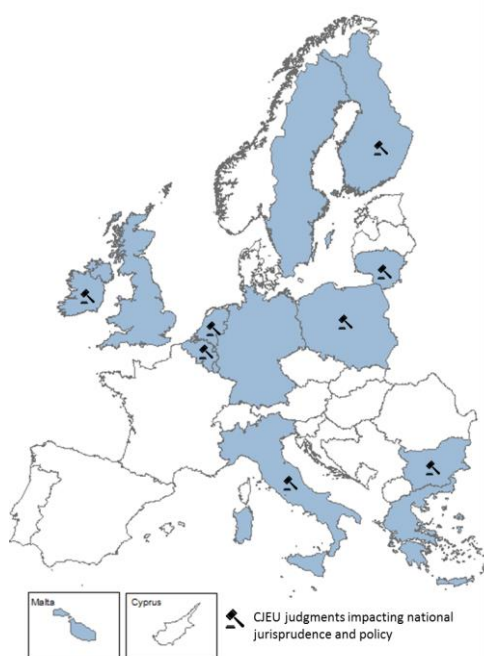 Malta
Cyprus
CJEU judgments impacting national
jurisprudence and policy